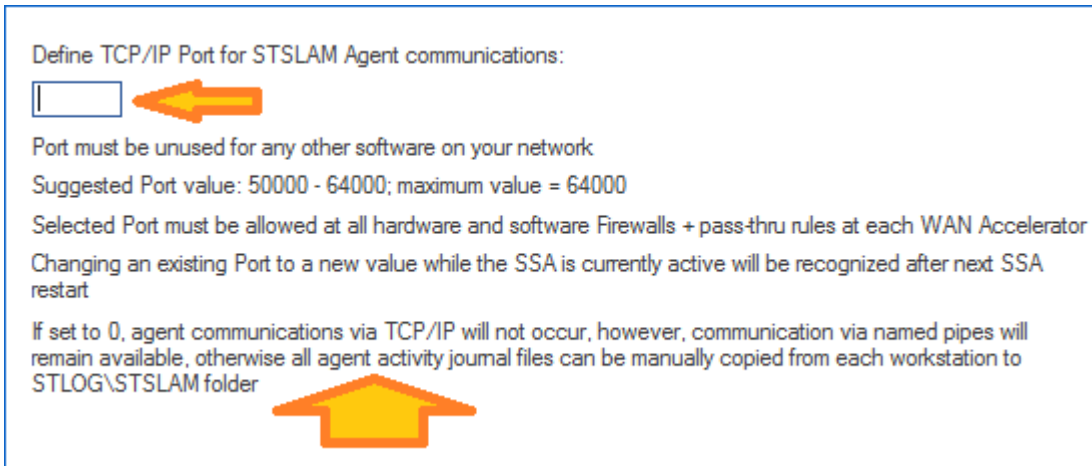 Define TCP/IP Port for STSLAM Agent communications:
Port must be unused for any other software on your network
Suggested Port value: 50000 - 64000; maximum value = 64000
Selected Port must be allowed at all hardware and software Firewalls + pass-thru rules at each WAN Accelerator
Changing an existing Port to a new value while the SSA is currently active will be recognized after next SSA
restart
If set to 0, agent communications via TCP/IP will not occur, however, communication via named pipes will
remain available, otherwise all agent activity journal files can be manually copied from each workstation to
STLOG\STSLAM folder